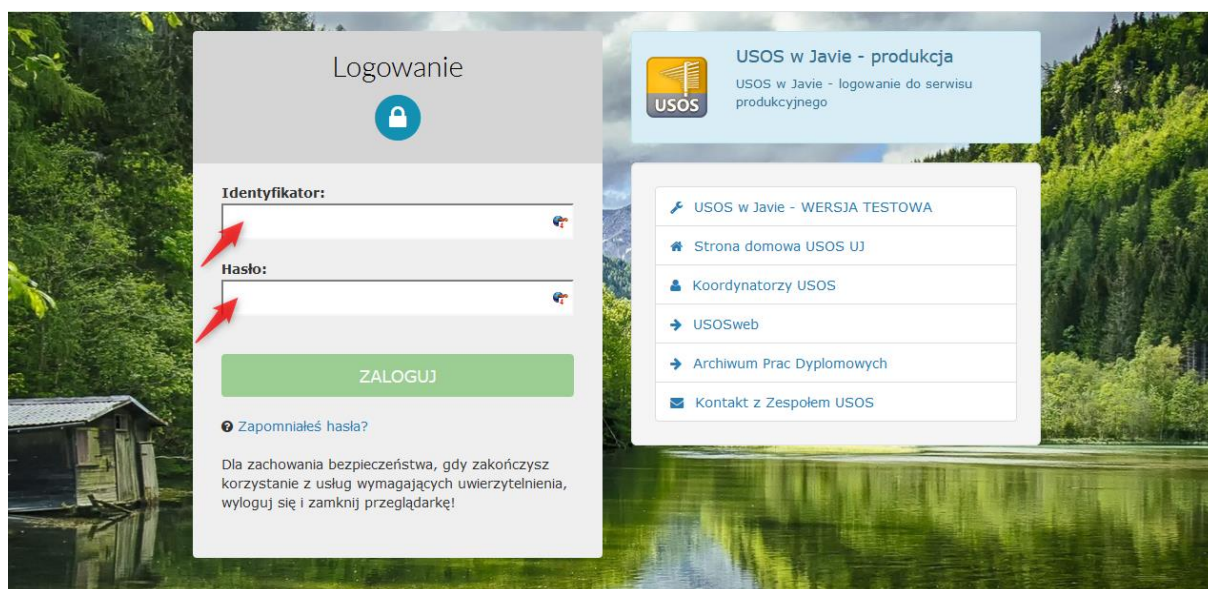 Logowanie
Identyfikator:
Hasło:
ZALOGUJ
Zapomniałeś hasła?
Dla zachowania bezpieczeństwa, gdy zakończysz
korzystanie z usług wymagających uwierzytelnienia,
wyloguj się i zamknij przeglądarkę!
USOS
USOS w Javie - produkcja
USOS w Javie - logowanie do serwisu
produkcyjnego
USOS w Javie - WERSJA TESTOWA
Strona domowa USOS UJ
Koordynatorzy USOS
USOSweb
Archiwum Prac Dyplomowych
Kontakt z Zespołem USOS